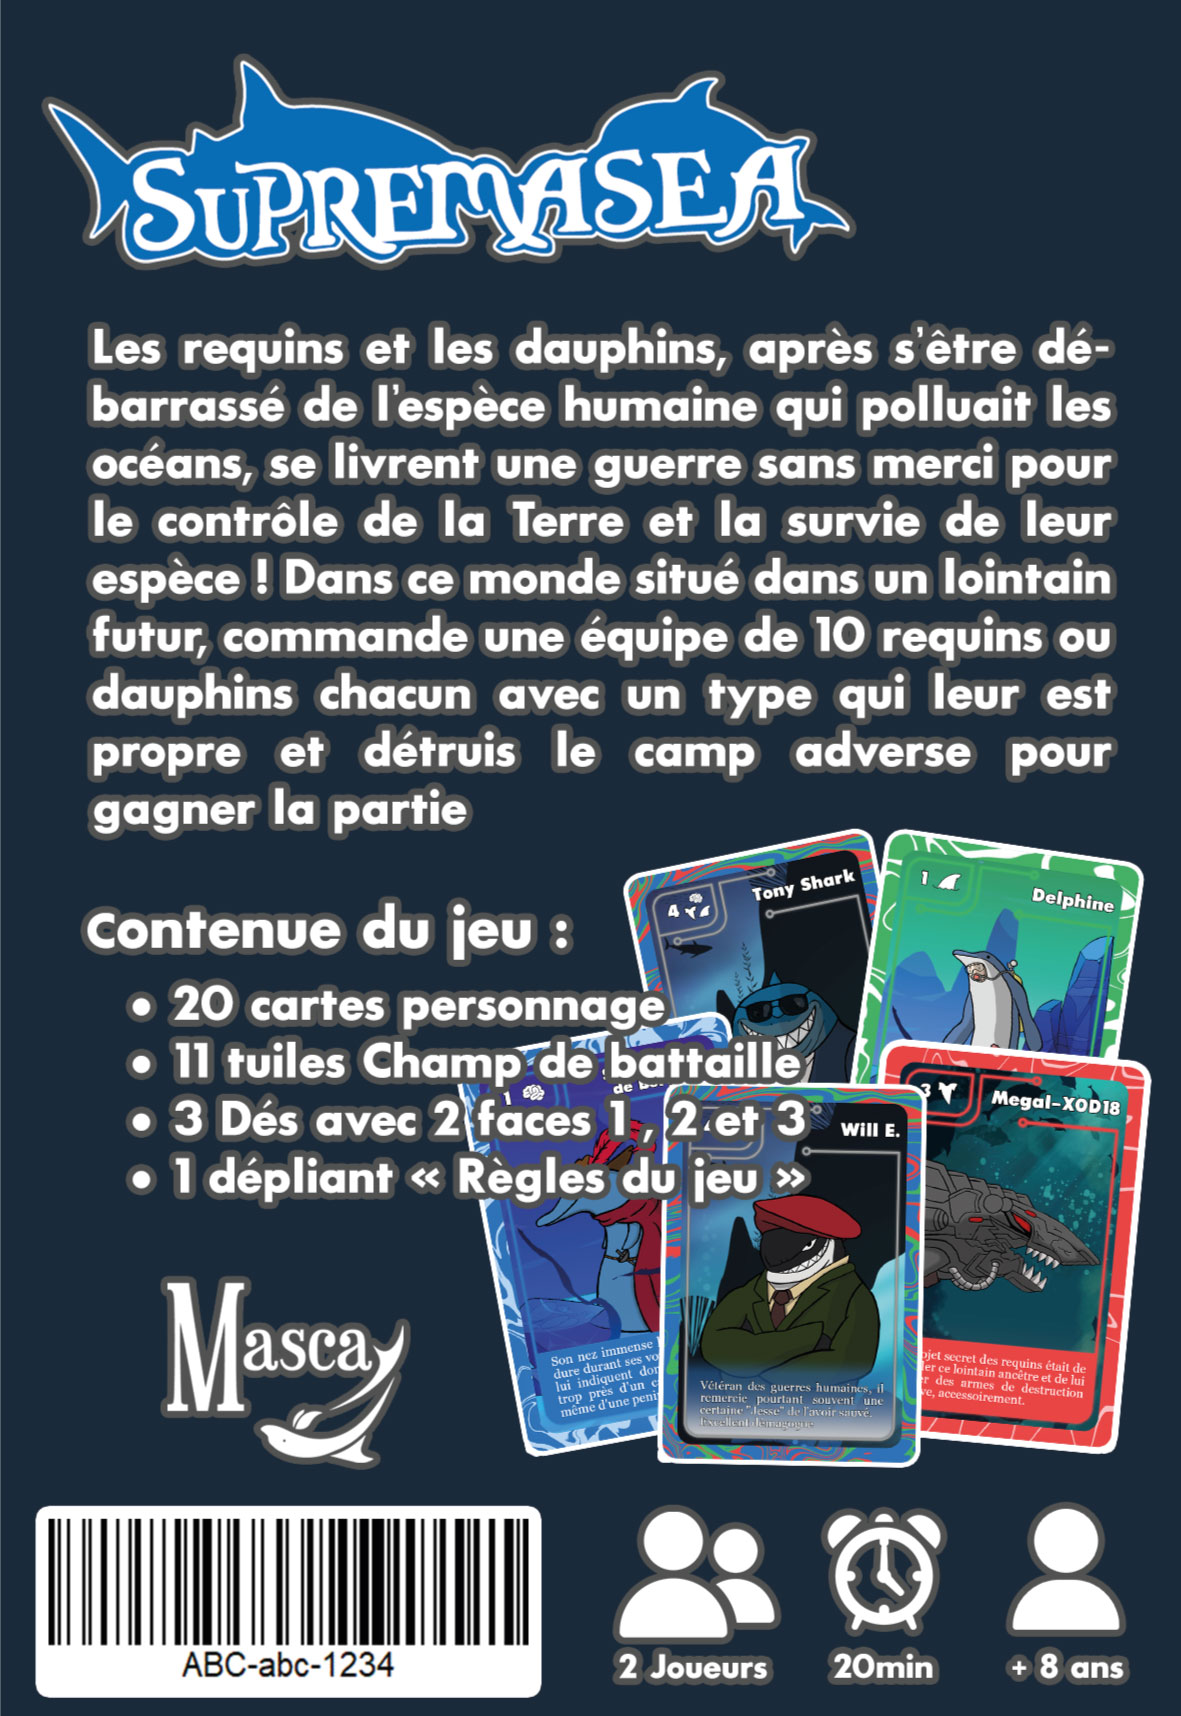 SUPREMASEA
Les requins et les dauphins, après s'être dé-
barrassé de l'espèce humaine qui polluait les
océans, se livrent une guerre sans merci pour
le contrôle de la Terre et la survie de leur
espèce ! Dans ce monde situé dans un lointain
futur, commande une équipe de 10 requins ou
dauphins chacun avec un type qui leur est
propre et détruis le camp adverse pour
gagner la partie
Contenue du jeu :
• 20 cartes personnage
• 11 tuiles Champ de battaille
• 3 Dés avec 2 faces 1, 2 et 3
• 1 dépliant « Règles du jeu »
4
Tony Shark
1
Delphine
1
de
3
Megal-XOD18
Will E.
Son nez immense
dure durant ses
lui indiquent
trop près d'un
même d'une
Vétéran des guerres humaines, il
remercie pourtant souvent une
certaine "Jesse" de l'avoir sauvé.
Excellent démagogue
secret des requins était de
ce lointain ancêtre et de lui
des armes de destruction
accessoirement.
Masca
ABC-abc-1234
2 Joueurs
20min
+ 8 ans